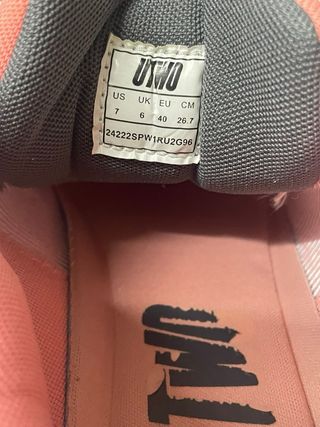 UTWO
US UK EU CM
7 6 40 26.7
24222SPW1RU2G96
UTWO